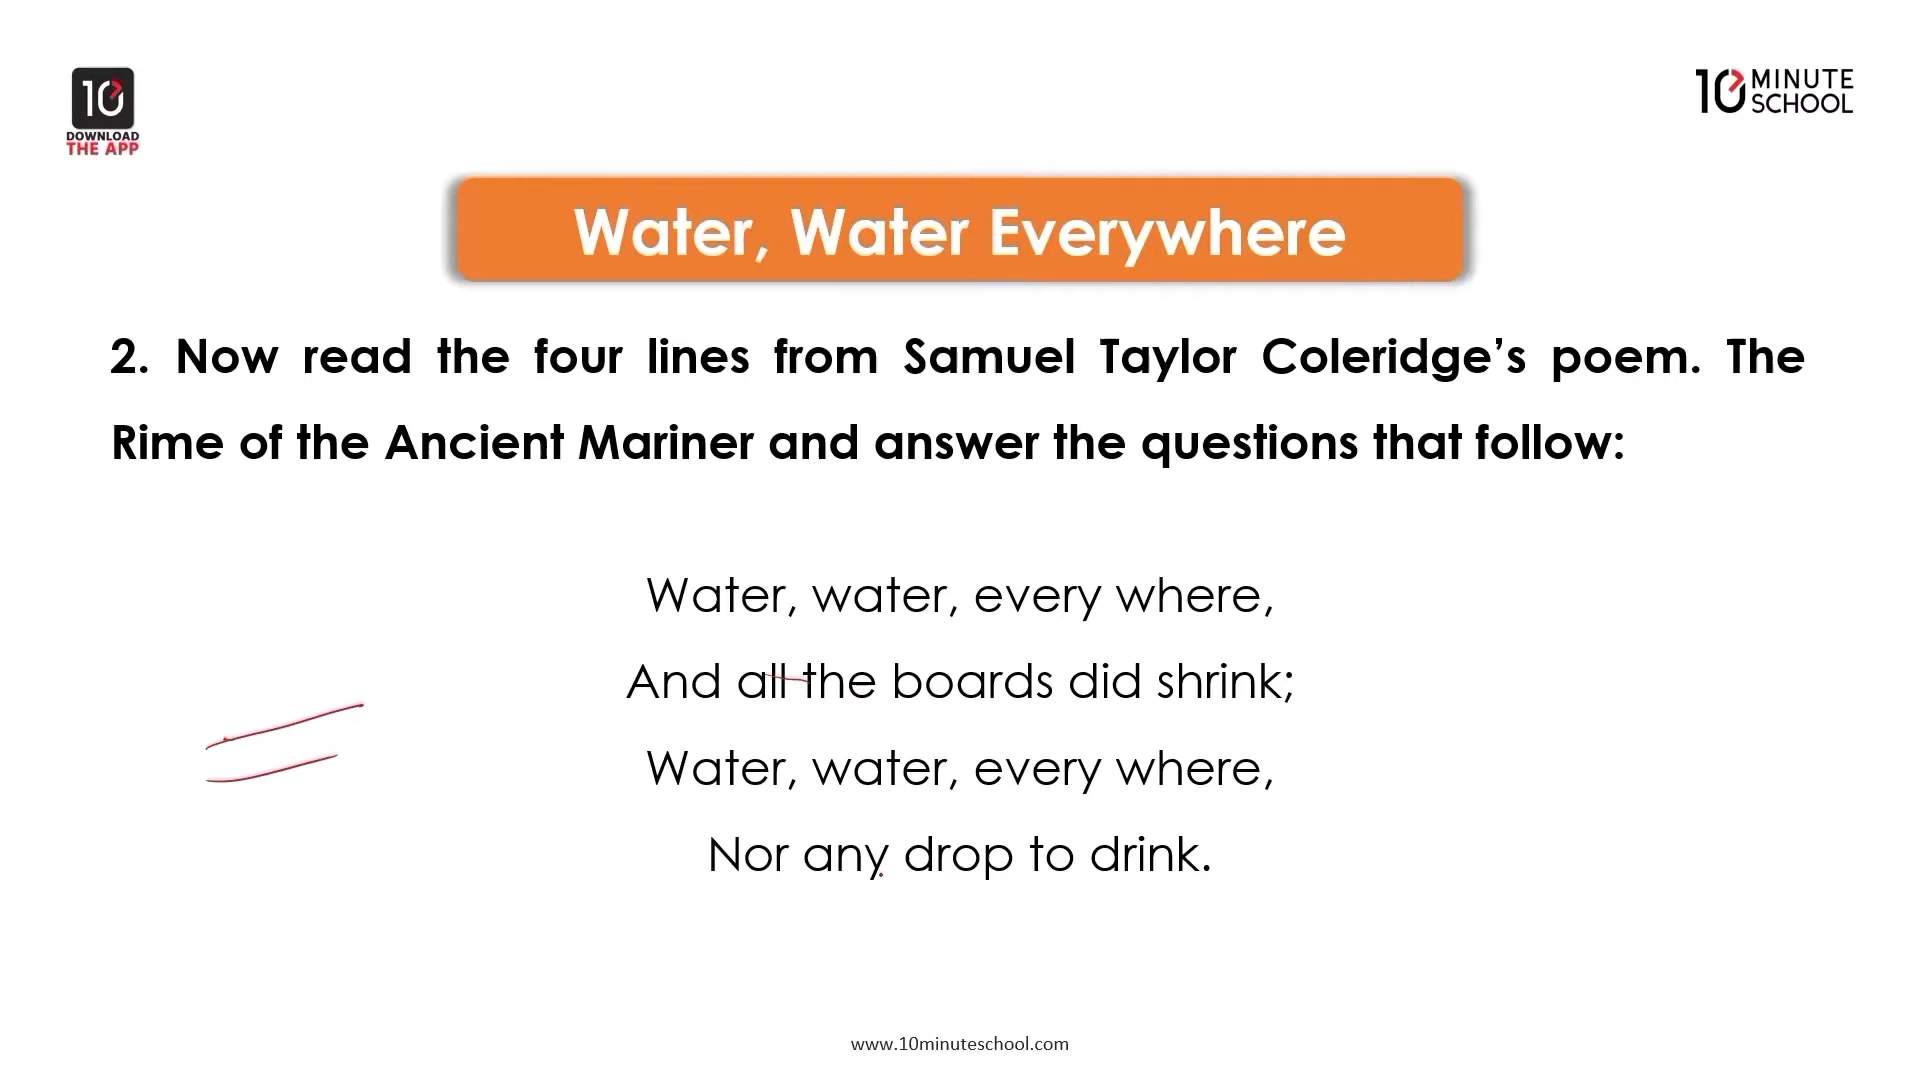 10
DOWNLOAD
THE APP
10 MINUTE
SCHOOL
Water, Water Everywhere
2. Now read the four lines from Samuel Taylor Coleridge’s poem. The
Rime of the Ancient Mariner and answer the questions that follow:
Water, water, every where,
And all the boards did shrink;
Water, water, every where,
Nor any drop to drink.
www.10minuteschool.com